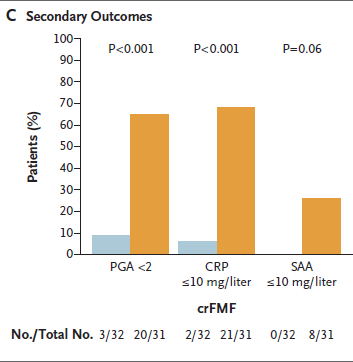 C Secondary Outcomes
Patients (%)
100
90
80
70
60
50
40
30
20
10
0
P<0.001 P<0.001 P=0.06
PGA <2 CRP SAA
≤10 mg/liter ≤10 mg/liter
crFMF
No./Total No. 3/32 20/31 2/32 21/31 0/32 8/31